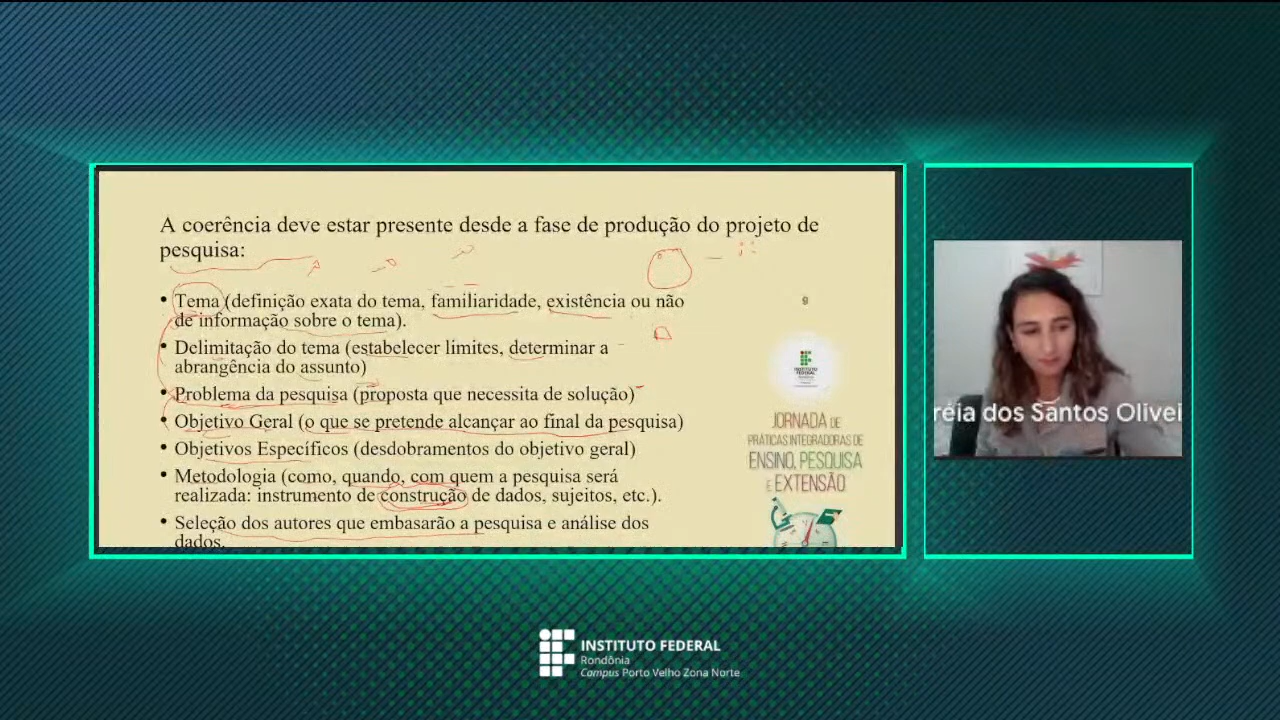 A coerência deve estar presente desde a fase de produção do projeto de
pesquisa:
• Tema (definição exata do tema, familiaridade, existência ou não
de informação sobre o tema).
• Delimitação do tema (estabelecer limites, determinar a
abrangência do assunto)
• Problema da pesquisa (proposta que necessita de solução)
• Objetivo Geral (o que se pretende alcançar ao final da pesquisa)
• Objetivos Específicos (desdobramentos do objetivo geral)
• Metodologia (como, quando, com quem a pesquisa será
realizada: instrumento de construção de dados, sujeitos, etc.).
• Seleção dos autores que embasarão a pesquisa e análise dos
dados.
9
INSTITUTO
FEDERAL
Rondônia
JORNADA DE
PRÁTICAS INTEGRADORAS DE
ENSINO, PESQUISA
E EXTENSÃO
réia dos Santos Olivei
INSTITUTO FEDERAL
Rondônia
Campus Porto Velho Zona Norte